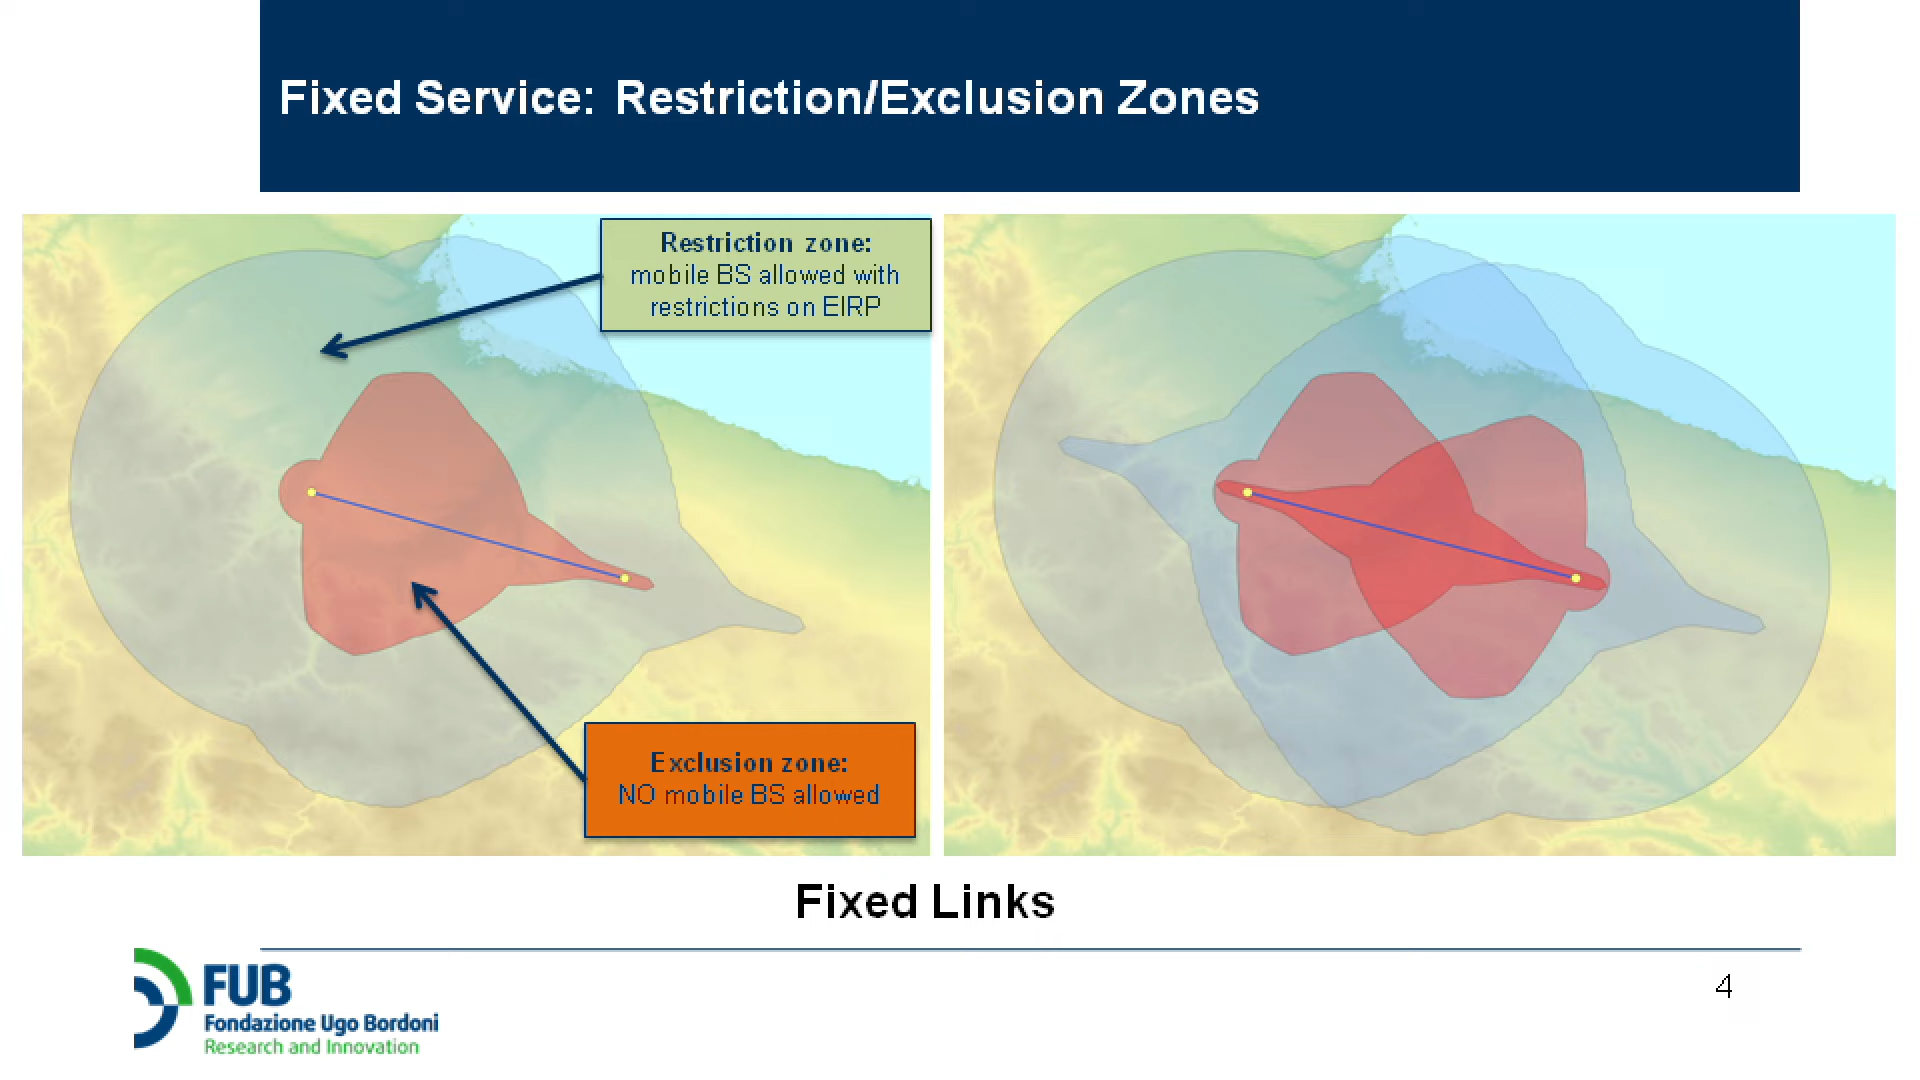 Fixed Service: Restriction/Exclusion Zones
Restriction zone:
mobile BS allowed with
restrictions on EIRP
Exclusion zone:
NO mobile BS allowed
Fixed Links
FUB
Fondazione Ugo Bordoni
Research and Innovation
4